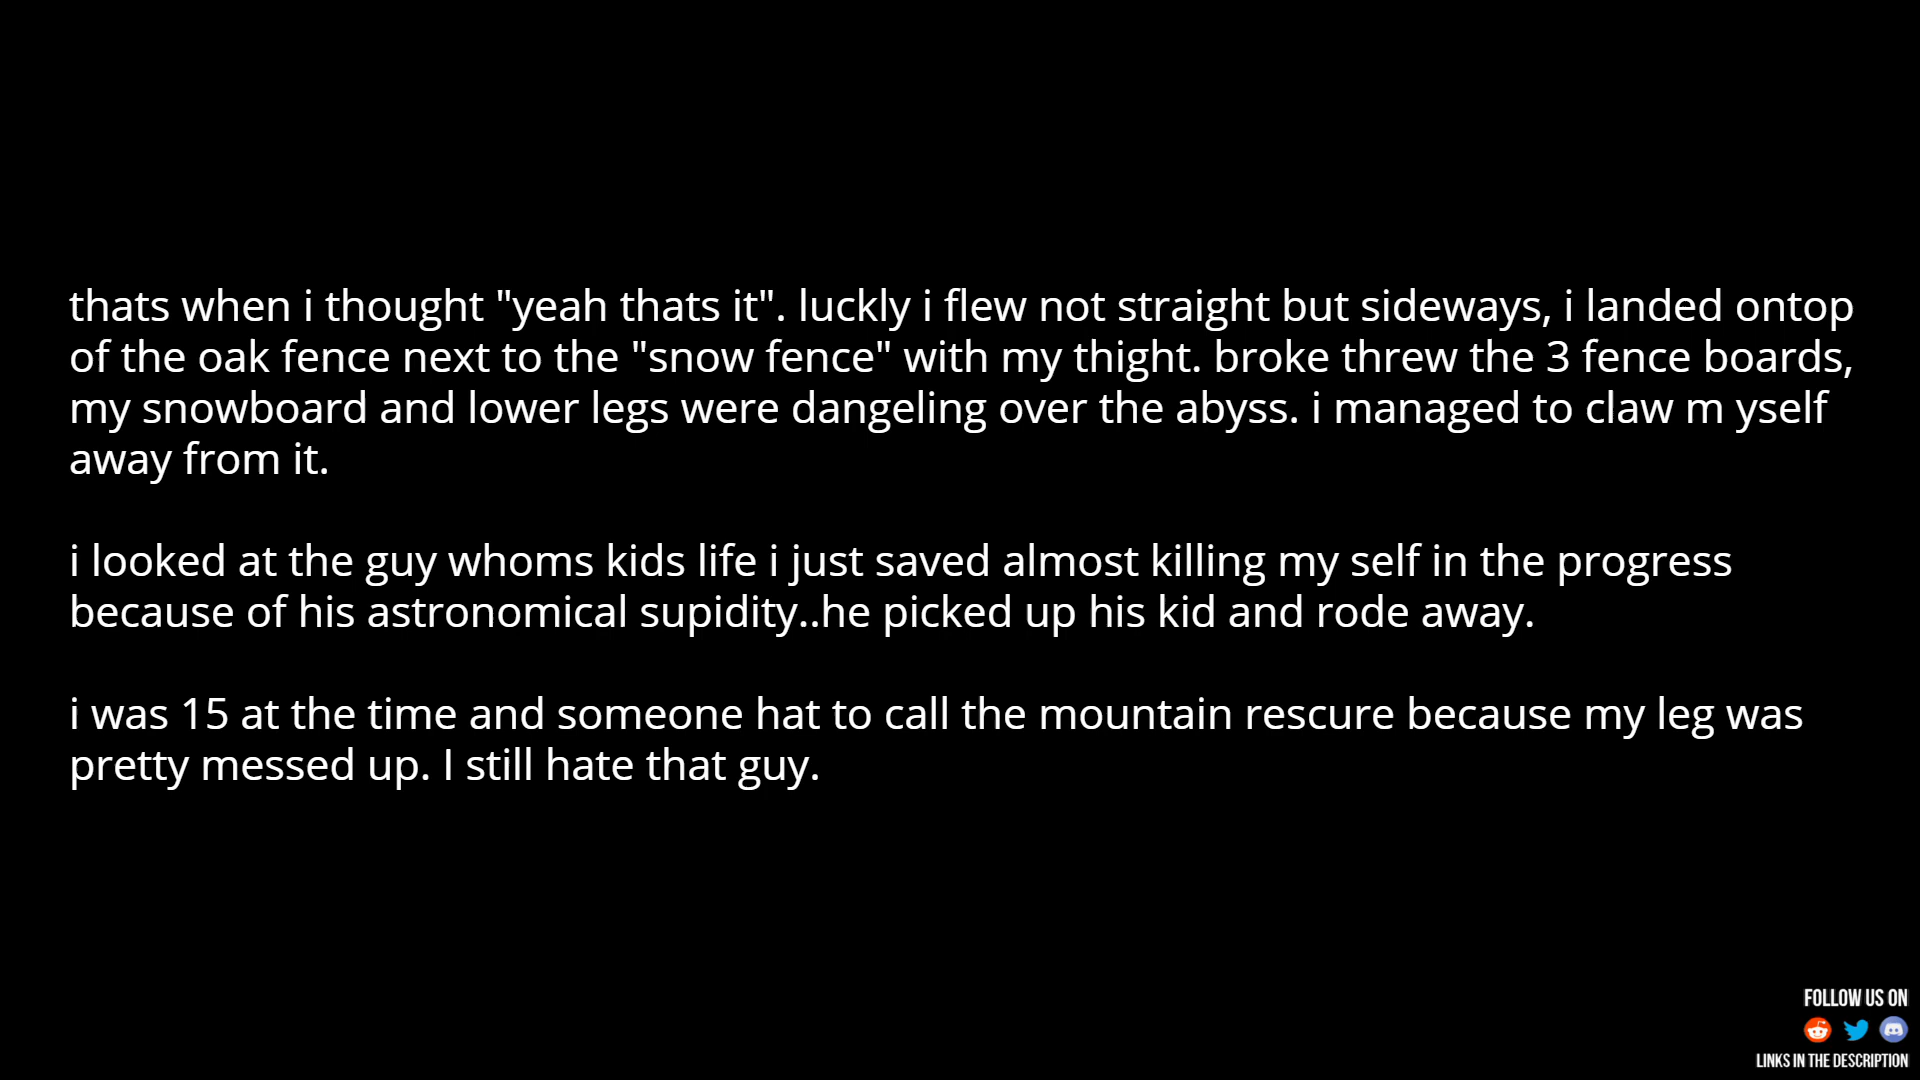 thats when i thought "yeah thats it". luckly i flew not straight but sideways, i landed ontop
of the oak fence next to the "snow fence" with my thight. broke threw the 3 fence boards,
my snowboard and lower legs were dangeling over the abyss. i managed to claw m yself
away from it.
i looked at the guy whoms kids life i just saved almost killing my self in the progress
because of his astronomical supidity..he picked up his kid and rode away.
i was 15 at the time and someone hat to call the mountain rescure because my leg was
pretty messed up. I still hate that guy.
FOLLOW US ON
LINKS IN THE DESCRIPTION